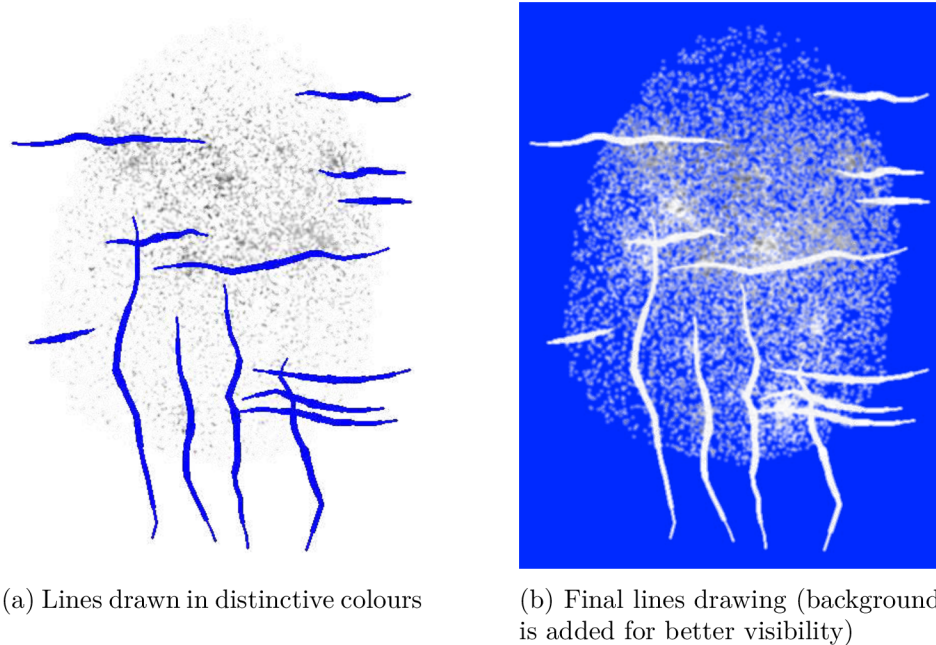 (a) Lines drawn in distinctive colours
(b) Final lines drawing (background
is added for better visibility)